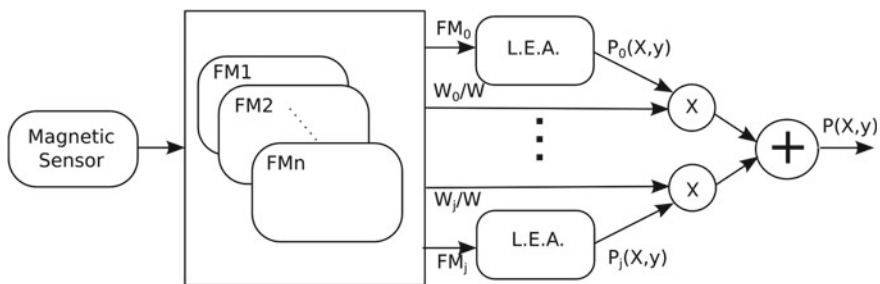 Magnetic
Sensor
FM1
FM2
FMn
FM₀
L.E.A.
P₀(X,y)
W₀/W
X
+
P(X,y)
Wⱼ/W
X
L.E.A.
FMⱼ
Pⱼ(X,y)